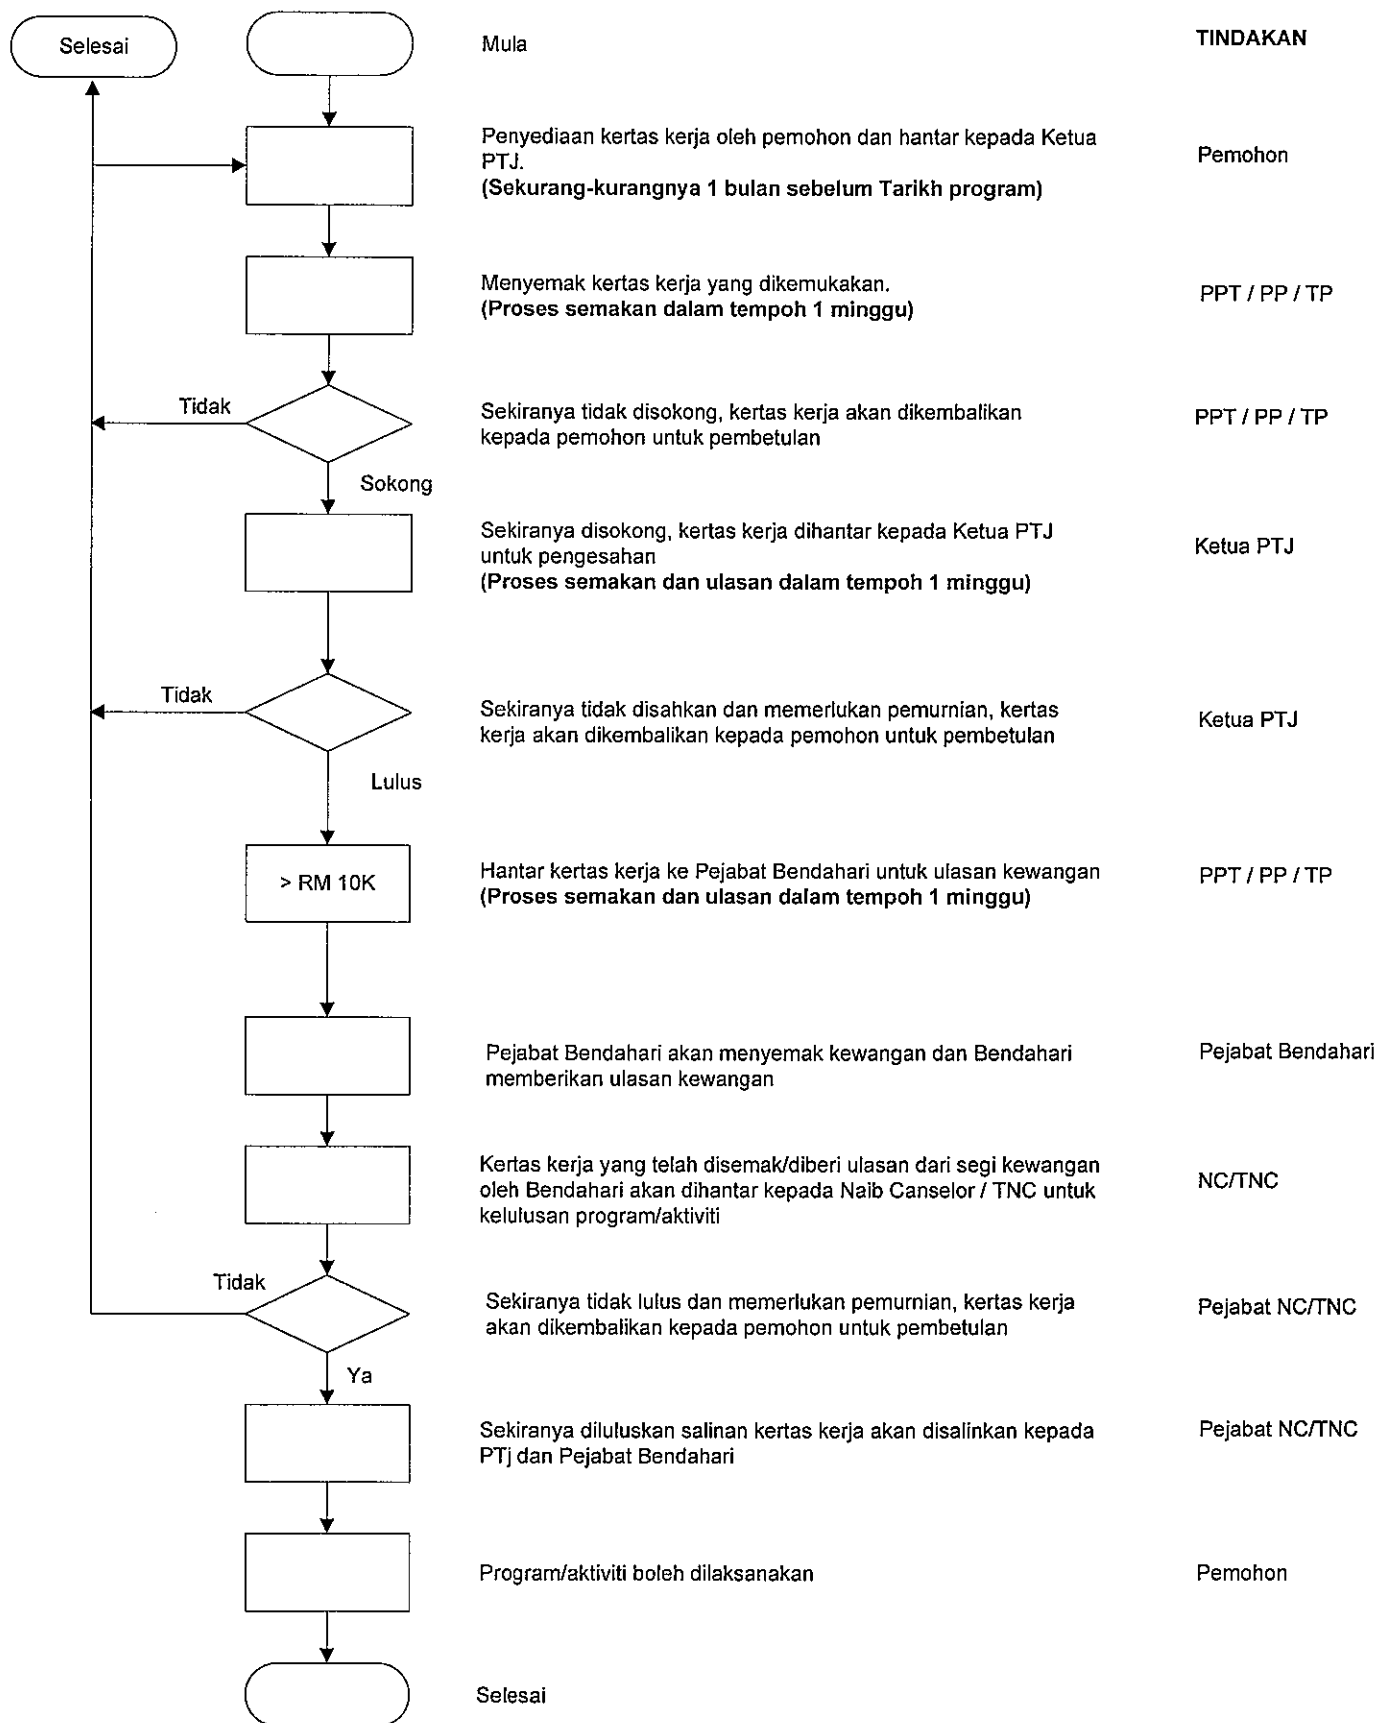 Selesai
Mula
TINDAKAN
Penyediaan kertas kerja oleh pemohon dan hantar kepada Ketua
PTJ.
(Sekurang-kurangnya 1 bulan sebelum Tarikh program)
Pemohon
Menyemak kertas kerja yang dikemukakan.
(Proses semakan dalam tempoh 1 minggu)
PPT / PP / TP
Tidak
Sekiranya tidak disokong, kertas kerja akan dikembalikan
kepada pemohon untuk pembetulan
PPT / PP / TP
Sokong
Sekiranya disokong, kertas kerja dihantar kepada Ketua PTJ
untuk pengesahan
(Proses semakan dan ulasan dalam tempoh 1 minggu)
Ketua PTJ
Tidak
Sekiranya tidak disahkan dan memerlukan pemurnian, kertas
kerja akan dikembalikan kepada pemohon untuk pembetulan
Ketua PTJ
Lulus
> RM 10K
Hantar kertas kerja ke Pejabat Bendahari untuk ulasan kewangan
(Proses semakan dan ulasan dalam tempoh 1 minggu)
PPT / PP / TP
Pejabat Bendahari akan menyemak kewangan dan Bendahari
memberikan ulasan kewangan
Pejabat Bendahari
Kertas kerja yang telah disemak/diberi ulasan dari segi kewangan
oleh Bendahari akan dihantar kepada Naib Canselor / TNC untuk
kelulusan program/aktiviti
NC/TNC
Tidak
Sekiranya tidak lulus dan memerlukan pemurnian, kertas kerja
akan dikembalikan kepada pemohon untuk pembetulan
Pejabat NC/TNC
Ya
Sekiranya diluluskan salinan kertas kerja akan disalinkan kepada
PTj dan Pejabat Bendahari
Pejabat NC/TNC
Program/aktiviti boleh dilaksanakan
Pemohon
Selesai